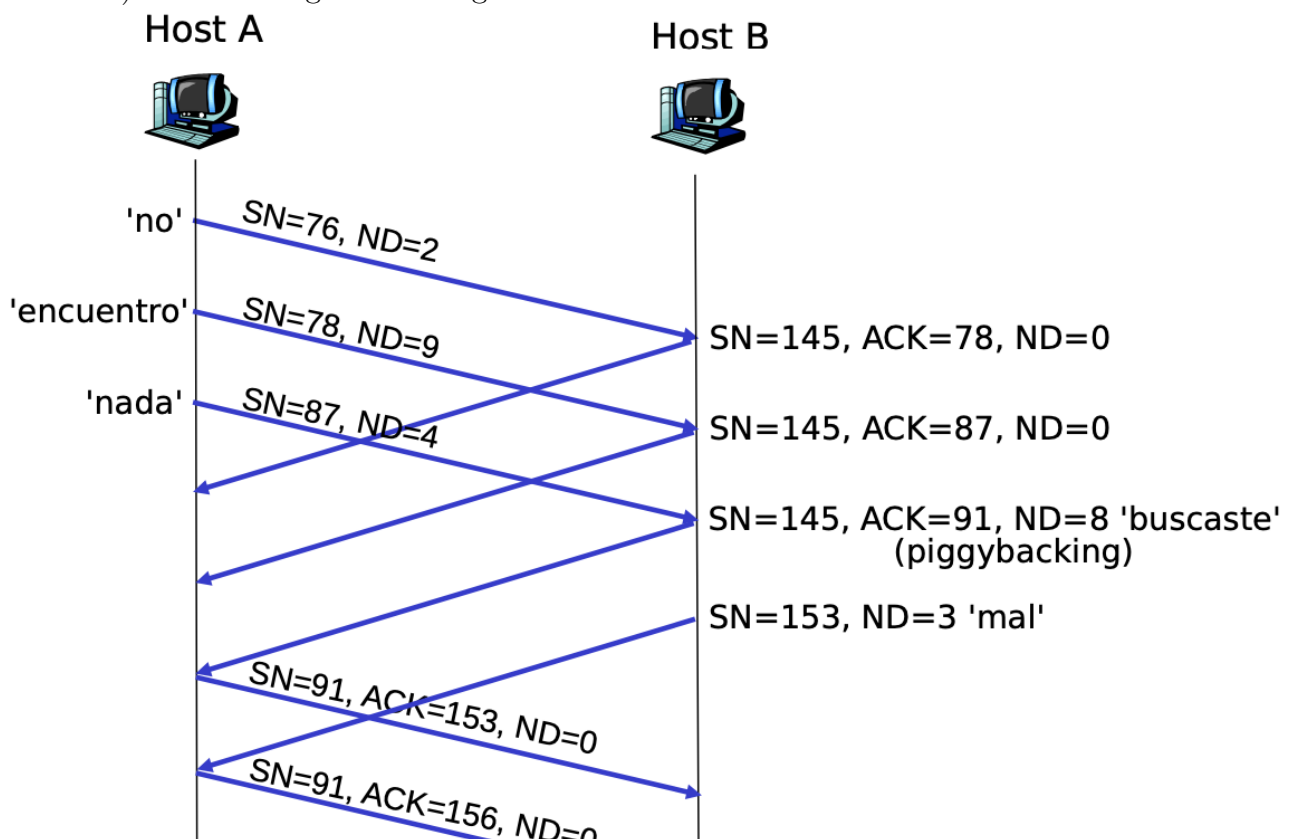 Host A
Host B
'no'
SN=76, ND=2
'encuentro'
SN=78, ND=9
SN=145, ACK=78, ND=0
'nada'
SN=87, ND=4
SN=145, ACK=87, ND=0
SN=145, ACK=91, ND=8 'buscaste'
(piggybacking)
SN=153, ND=3 'mal'
SN=91, ACK=153, ND=0
SN=91, ACK=156, ND=0